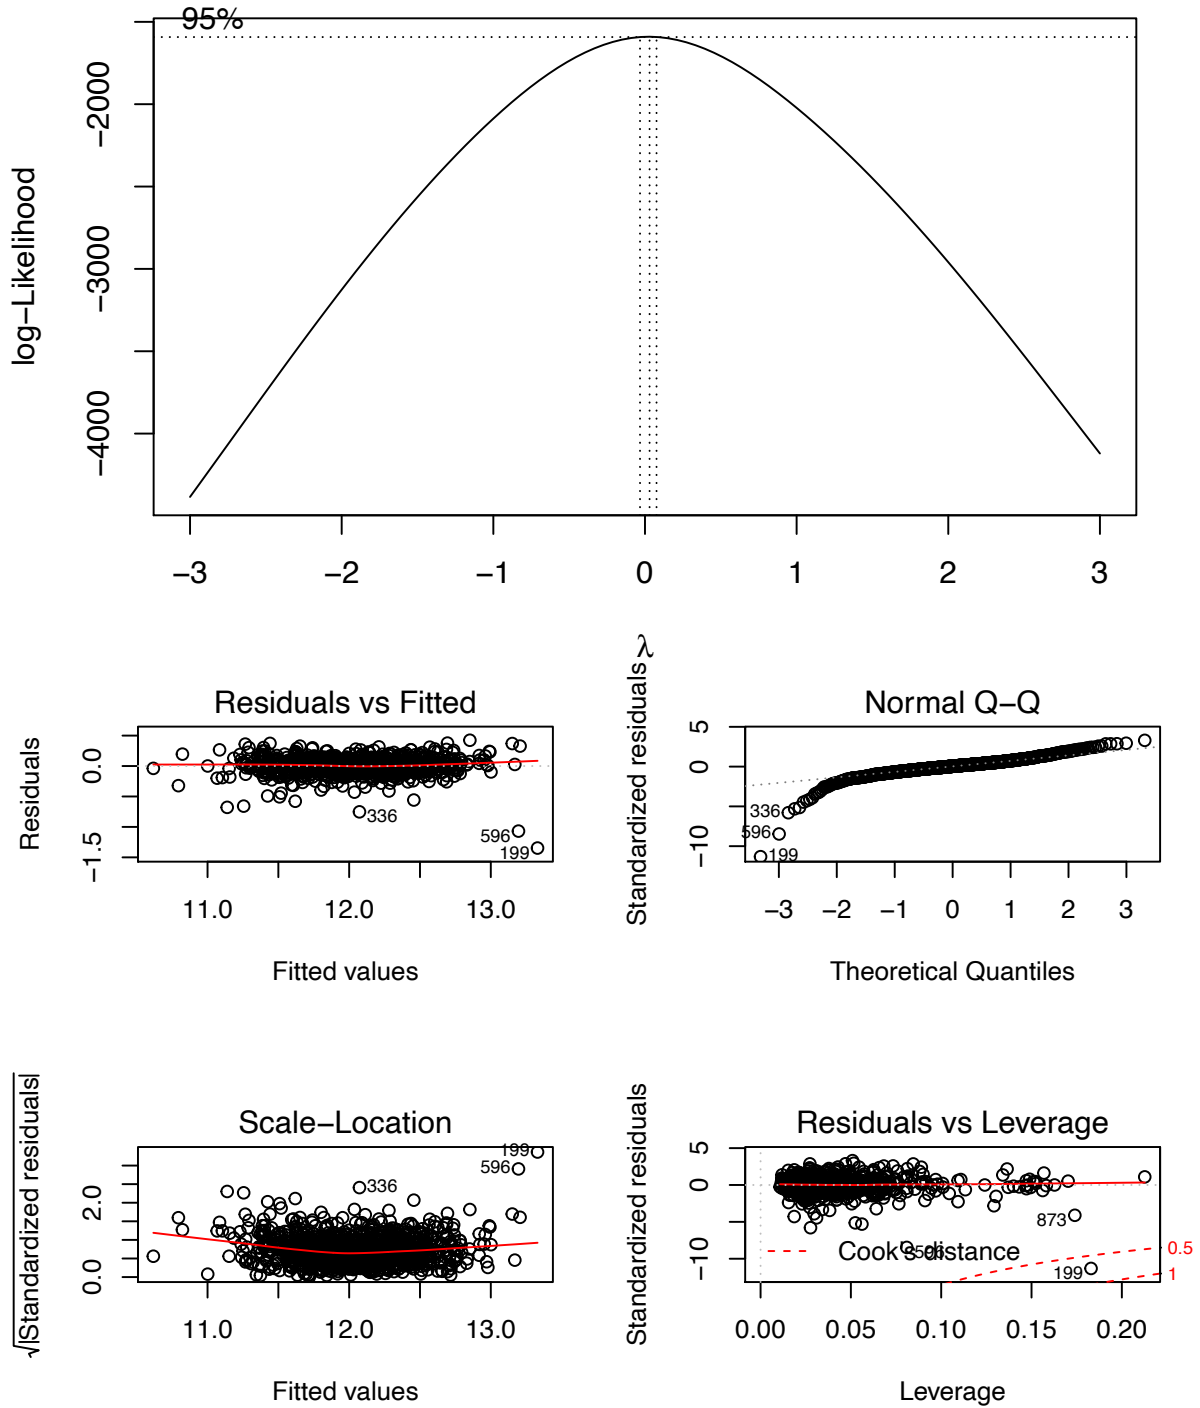 95%
log−Likelihood
−2000
−3000
−4000
−3 −2 −1 0 1 2 3
λ
Residuals vs Fitted
Residuals
0.0
−1.5
336
596
199
11.0 12.0 13.0
Fitted values
Normal Q−Q
Standardized residuals
5
0
−10
336
596
199
−3 −2 −1 0 1 2 3
Theoretical Quantiles
Scale−Location
√|Standardized residuals|
2.0
0.0
199
596
336
11.0 12.0 13.0
Fitted values
Residuals vs Leverage
Standardized residuals
5
0
−10
873
Cook's distance
596
199
0.5
1
0.00 0.05 0.10 0.15 0.20
Leverage